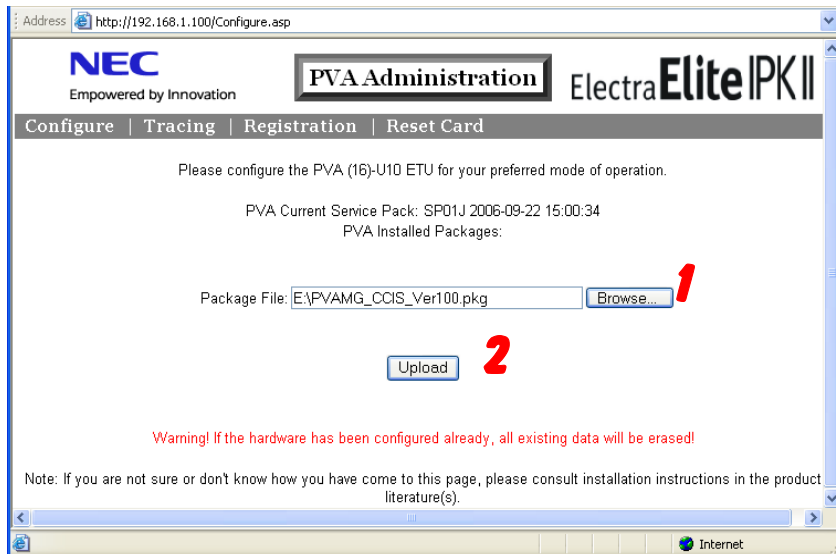 Address http://192.168.1.100/Configure.asp
NEC
Empowered by Innovation
PVA Administration
ElectraElite IPK II
Configure | Tracing | Registration | Reset Card
Please configure the PVA (16)-U10 ETU for your preferred mode of operation.
PVA Current Service Pack: SP01J 2006-09-22 15:00:34
PVA Installed Packages:
Package File: E:\PVAMG_CCIS_Ver100.pkg Browse... 1
Upload 2
Warning! If the hardware has been configured already, all existing data will be erased!
Note: If you are not sure or don't know how you have come to this page, please consult installation instructions in the product
literature(s).
Internet